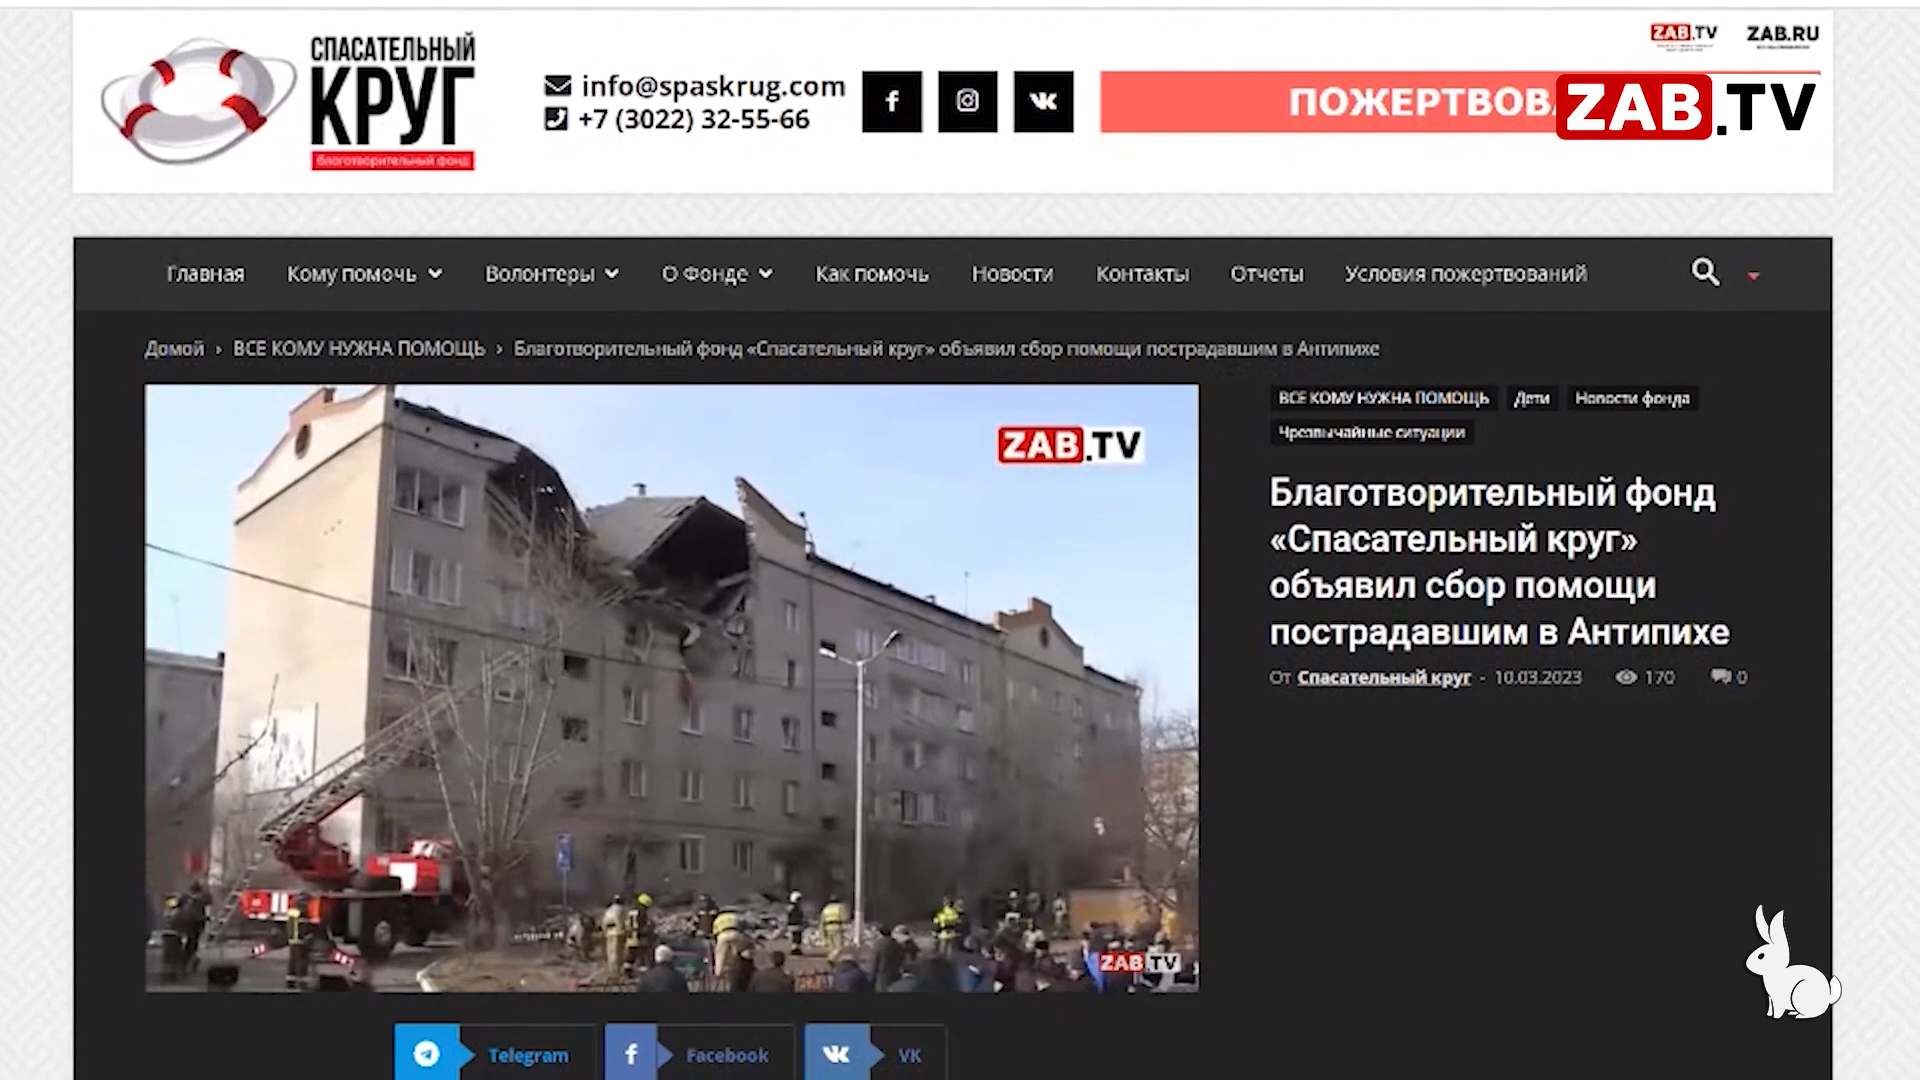 СПАСАТЕЛЬНЫЙ
КРУГ
благотворительный фонд
info@spaskrug.com
+7 (3022) 32-55-66
ZAB.TV
ZAB.RU
ПОЖЕРТВОВА
ZAB.TV
Главная Кому помочь Волонтеры О Фонде Как помочь Новости Контакты Отчеты Условия пожертвований
Домой › ВСЕ КОМУ НУЖНА ПОМОЩЬ › Благотворительный фонд «Спасательный круг» объявил сбор помощи пострадавшим в Антипихе
ZAB.TV
ZAB.TV
ВСЕ КОМУ НУЖНА ПОМОЩЬ Дети Новости фонда
Чрезвычайные ситуации
Благотворительный фонд
«Спасательный круг»
объявил сбор помощи
пострадавшим в Антипихе
От Спасательный круг - 10.03.2023 170 0
Telegram Facebook VK